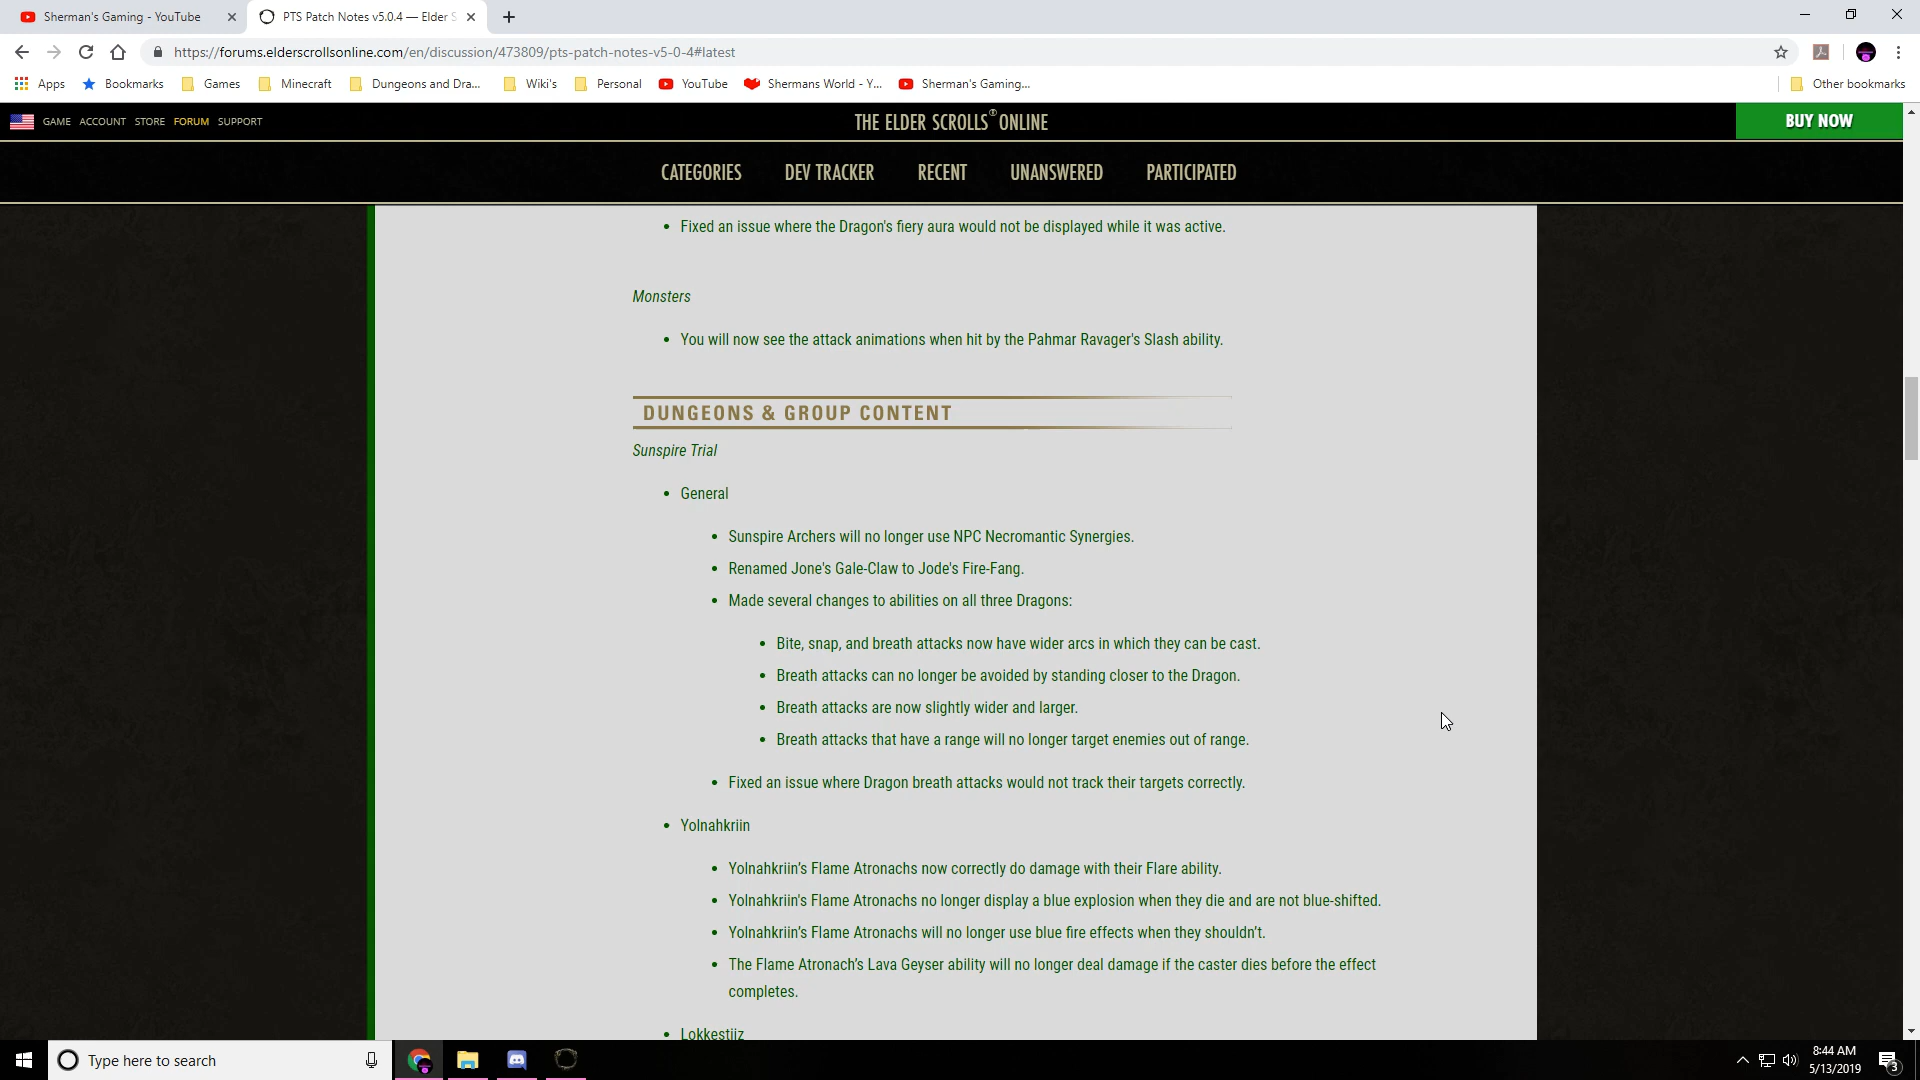 Sherman's Gaming - YouTube
PTS Patch Notes v5.0.4 — Elder S
https://forums.elderscrollsonline.com/en/discussion/473809/pts-patch-notes-v5-0-4#latest
Apps Bookmarks Games Minecraft Dungeons and Dra... Wiki's Personal YouTube Shermans World - Y... Sherman's Gaming... Other bookmarks
GAME ACCOUNT STORE FORUM SUPPORT
THE ELDER SCROLLS® ONLINE
BUY NOW
CATEGORIES DEV TRACKER RECENT UNANSWERED PARTICIPATED
• Fixed an issue where the Dragon's fiery aura would not be displayed while it was active.
Monsters
• You will now see the attack animations when hit by the Pahmar Ravager's Slash ability.
DUNGEONS & GROUP CONTENT
Sunspire Trial
• General
• Sunspire Archers will no longer use NPC Necromantic Synergies.
• Renamed Jone's Gale-Claw to Jode's Fire-Fang.
• Made several changes to abilities on all three Dragons:
• Bite, snap, and breath attacks now have wider arcs in which they can be cast.
• Breath attacks can no longer be avoided by standing closer to the Dragon.
• Breath attacks are now slightly wider and larger.
• Breath attacks that have a range will no longer target enemies out of range.
• Fixed an issue where Dragon breath attacks would not track their targets correctly.
• Yolnahkriin
• Yolnahkriin's Flame Atronachs now correctly do damage with their Flare ability.
• Yolnahkriin's Flame Atronachs no longer display a blue explosion when they die and are not blue-shifted.
• Yolnahkriin's Flame Atronachs will no longer use blue fire effects when they shouldn't.
• The Flame Atronach's Lava Geyser ability will no longer deal damage if the caster dies before the effect
completes.
• Lokkestiiz
Type here to search
8:44 AM
5/13/2019
3